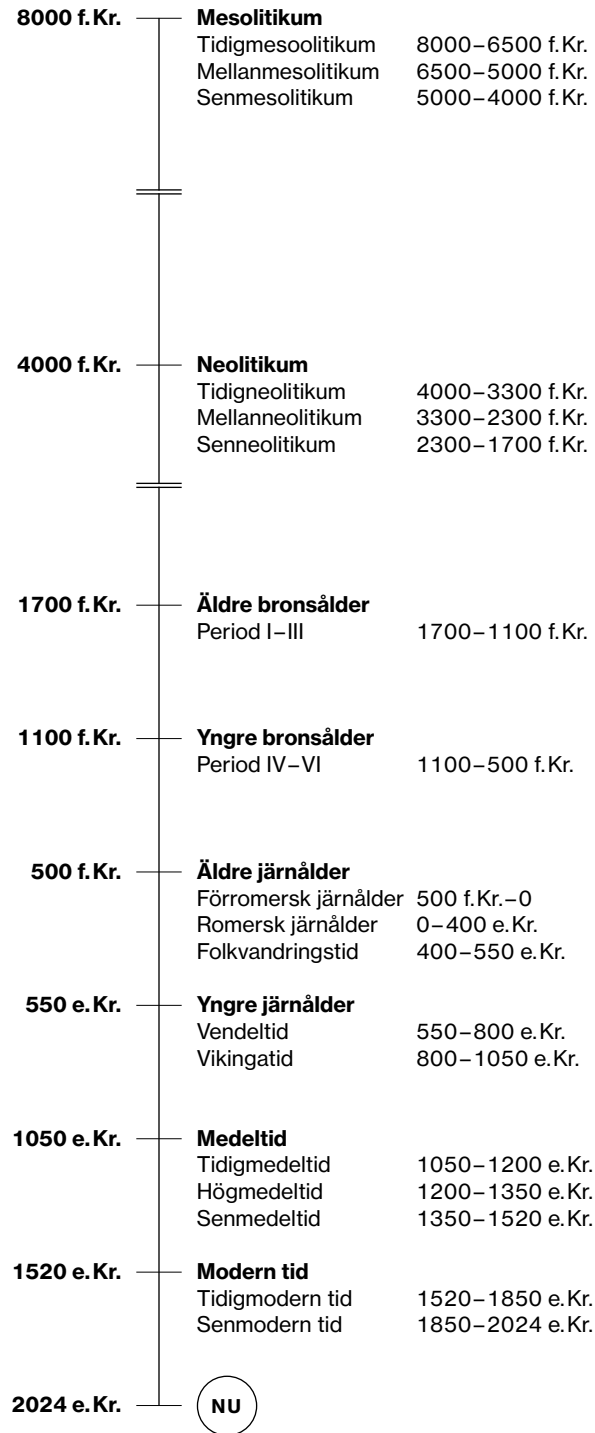 8000 f.Kr. Mesolitikum
Tidigmesoolitikum 8000–6500 f.Kr.
Mellanmesolitikum 6500–5000 f.Kr.
Senmesolitikum 5000–4000 f.Kr.
4000 f.Kr. Neolitikum
Tidigneolitikum 4000–3300 f.Kr.
Mellanneolitikum 3300–2300 f.Kr.
Senneolitikum 2300–1700 f.Kr.
1700 f.Kr. Äldre bronsålder
Period I–III 1700–1100 f.Kr.
1100 f.Kr. Yngre bronsålder
Period IV–VI 1100–500 f.Kr.
500 f.Kr. Äldre järnålder
Förromersk järnålder 500 f.Kr.–0
Romersk järnålder 0–400 e.Kr.
Folkvandringstid 400–550 e.Kr.
550 e.Kr. Yngre järnålder
Vendeltid 550–800 e.Kr.
Vikingatid 800–1050 e.Kr.
1050 e.Kr. Medeltid
Tidigmedeltid 1050–1200 e.Kr.
Högmedeltid 1200–1350 e.Kr.
Senmedeltid 1350–1520 e.Kr.
1520 e.Kr. Modern tid
Tidigmodern tid 1520–1850 e.Kr.
Senmodern tid 1850–2024 e.Kr.
2024 e.Kr. NU